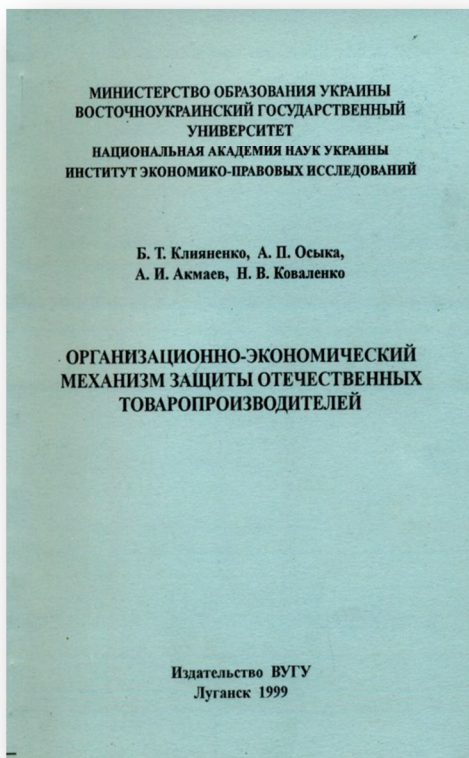 МИНИСТЕРСТВО ОБРАЗОВАНИЯ УКРАИНЫ
ВОСТОЧНОУКРАИНСКИЙ ГОСУДАРСТВЕННЫЙ
УНИВЕРСИТЕТ
НАЦИОНАЛЬНАЯ АКАДЕМИЯ НАУК УКРАИНЫ
ИНСТИТУТ ЭКОНОМИКО-ПРАВОВЫХ ИССЛЕДОВАНИЙ
Б. Т. Клияненко, А. П. Осыка,
А. И. Акмаев, Н. В. Коваленко
ОРГАНИЗАЦИОННО-ЭКОНОМИЧЕСКИЙ
МЕХАНИЗМ ЗАЩИТЫ ОТЕЧЕСТВЕННЫХ
ТОВАРОПРОИЗВОДИТЕЛЕЙ
Издательство ВУГУ
Луганск 1999